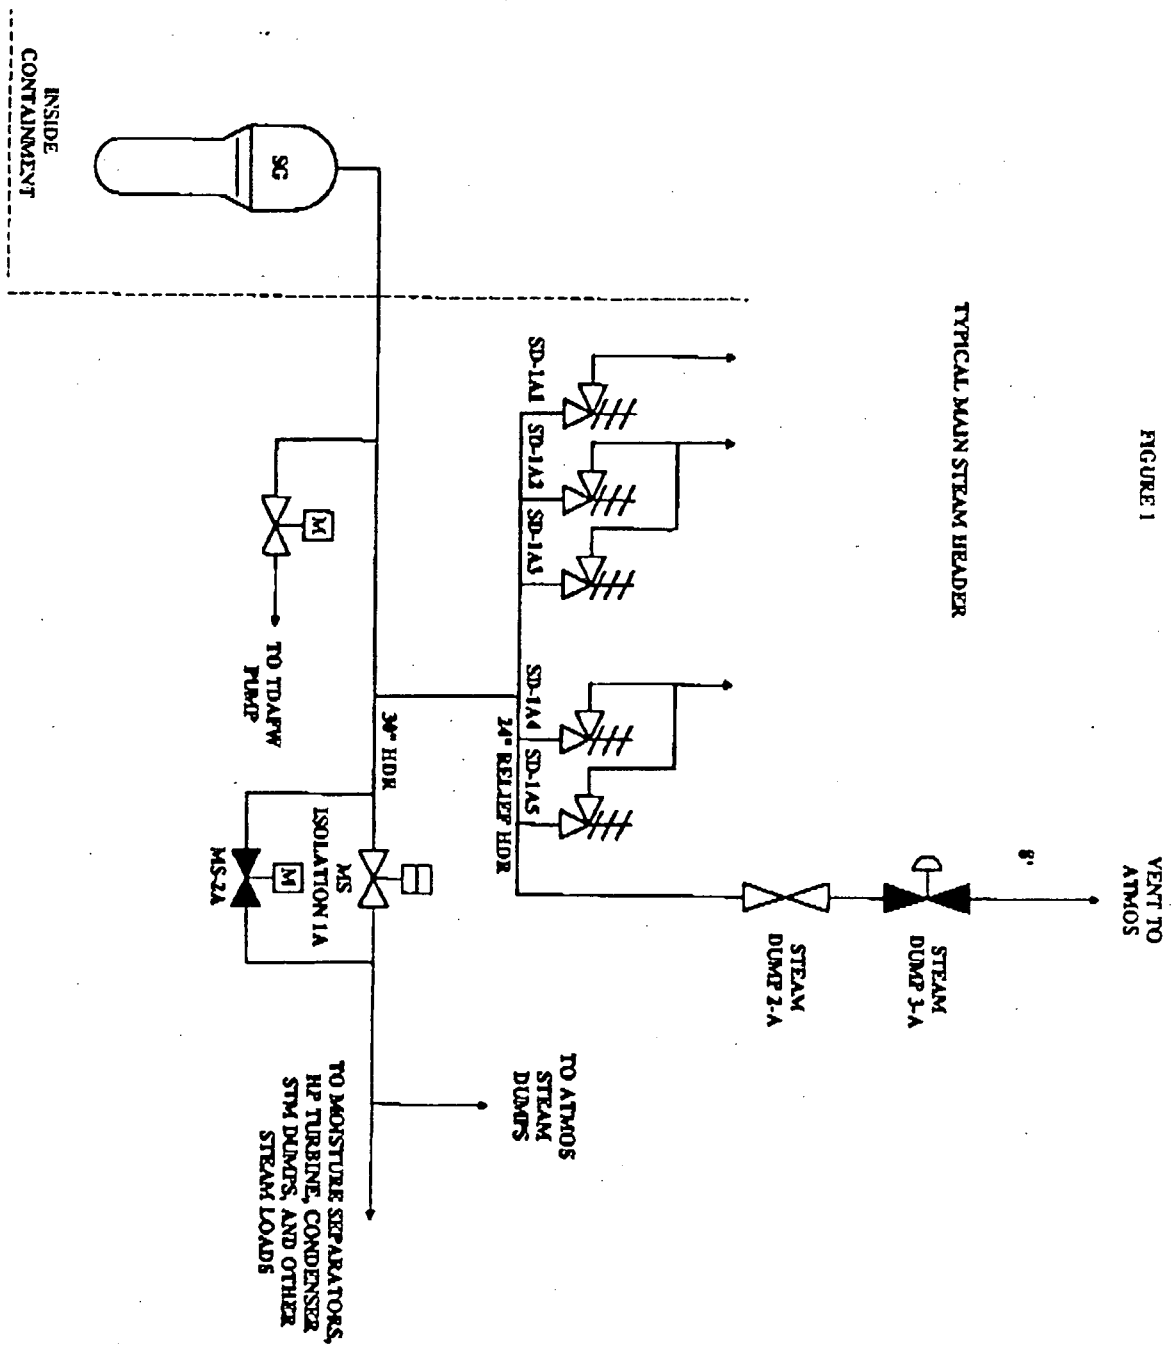 FIGURE 1
VENT TO
ATMOS
8"
TYPICAL MAIN STEAM HEADER
STEAM
DUMP 3-A
STEAM
DUMP 2-A
SD-1A1
SD-1A2
SD-1A3
SD-1A4
SD-1A5
24" RELIEF HDR
TO ATMOS
STEAM
DUMPS
30" HDR
MS
ISOLATION 1A
M
M
MS-2A
TO TDAFW
PUMP
SG
TO MOISTURE SEPARATORS,
HP TURBINE, CONDENSER
STM DUMPS, AND OTHER
STEAM LOADS
INSIDE
CONTAINMENT